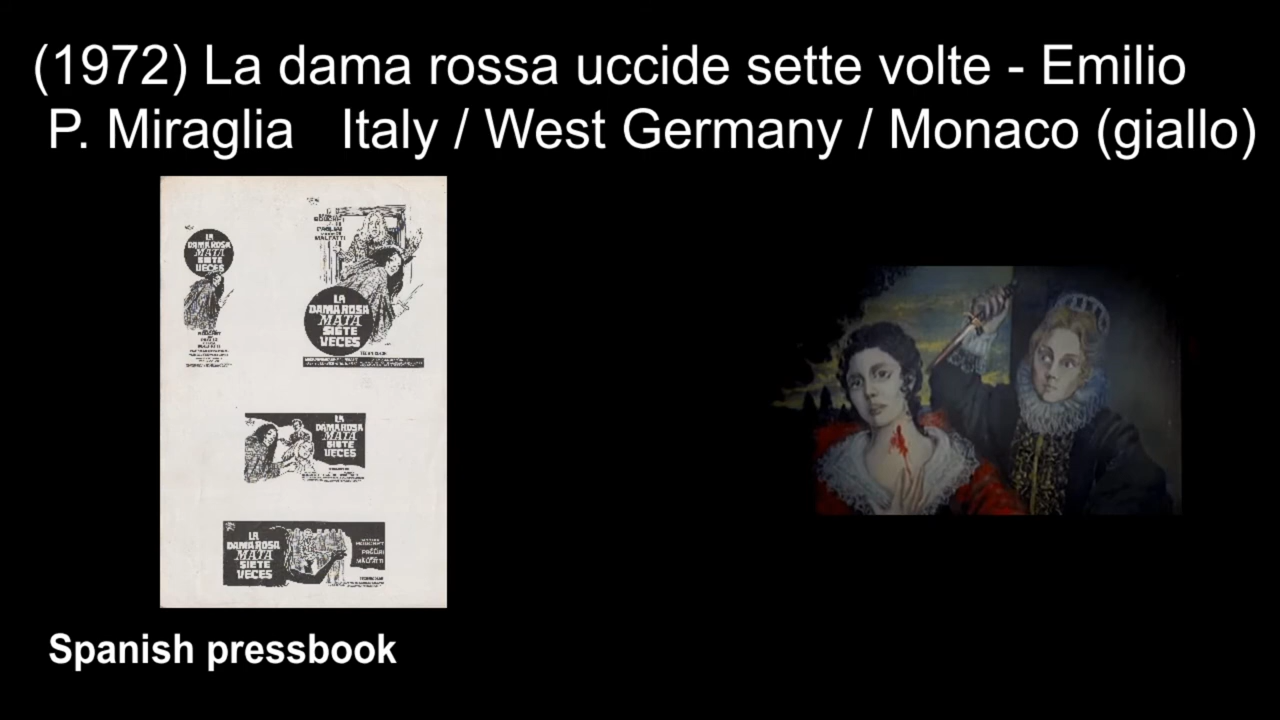 (1972) La dama rossa uccide sette volte - Emilio
P. Miraglia Italy / West Germany / Monaco (giallo)
LA
DAMA ROSA
MATA
SIETE
VECES
LA
DAMA ROSA
MATA
SIETE
VECES
LA
DAMA ROSA
MATA
SIETE
VECES
LA
DAMA ROSA
MATA
SIETE
VECES
Spanish pressbook